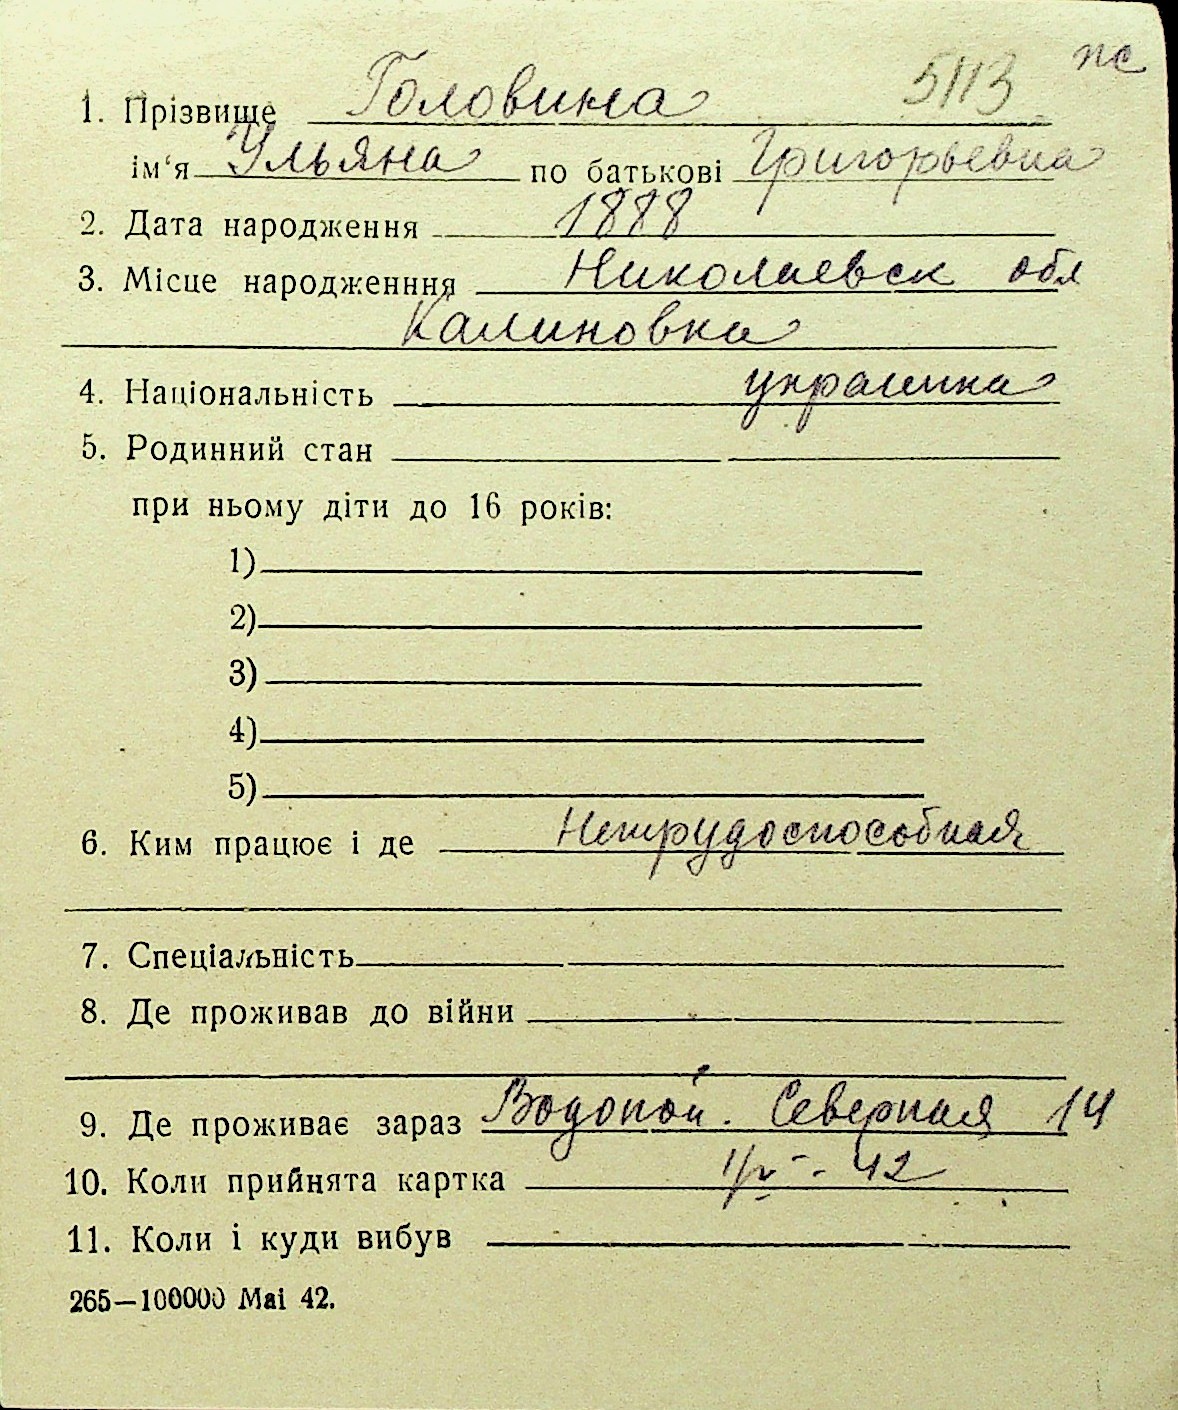 5113 пс
1. Прізвище Головина
ім'я Ульяна по батькові Григорьевна
2. Дата народження 1888
3. Місце народженння Николаевск обл
Калиновка
4. Національність украинка
5. Родинний стан
при ньому діти до 16 років:
1)
2)
3)
4)
5)
6. Ким працює і де Нетрудоспособная
7. Спеціальність
8. Де проживав до війни
9. Де проживає зараз Водопой. Северная 14
10. Коли прийнята картка 1/V - 42
11. Коли і куди вибув
265—100000 Mai 42.